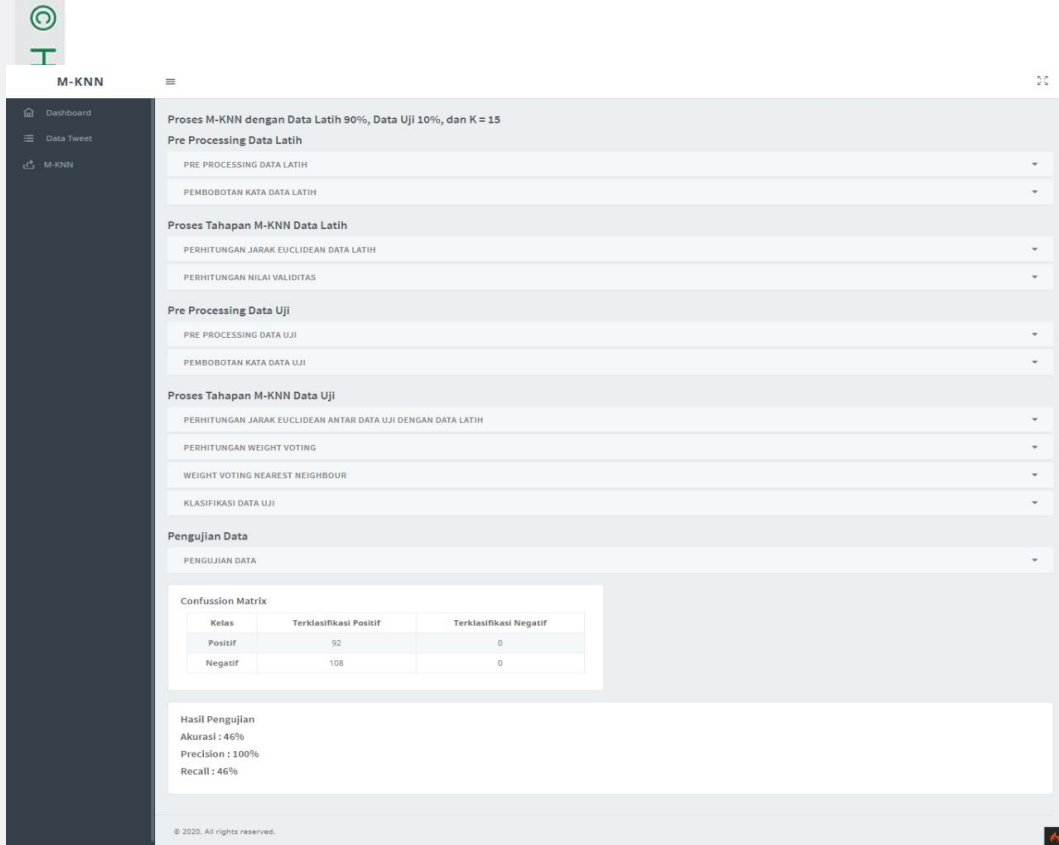 © H
M-KNN
Dashboard
Data Tweet
M-KNN
Proses M-KNN dengan Data Latih 90%, Data Uji 10%, dan K = 15
Pre Processing Data Latih
PRE PROCESSING DATA LATIH
PEMBOBOTAN KATA DATA LATIH
Proses Tahapan M-KNN Data Latih
PERHITUNGAN JARAK EUCLIDEAN DATA LATIH
PERHITUNGAN NILAI VALIDITAS
Pre Processing Data Uji
PRE PROCESSING DATA UJI
PEMBOBOTAN KATA DATA UJI
Proses Tahapan M-KNN Data Uji
PERHITUNGAN JARAK EUCLIDEAN ANTAR DATA UJI DENGAN DATA LATIH
PERHITUNGAN WEIGHT VOTING
WEIGHT VOTING NEAREST NEIGHBOUR
KLASIFIKASI DATA UJI
Pengujian Data
PENGUJIAN DATA
Confussion Matrix
Kelas Terklasifikasi Positif Terklasifikasi Negatif
Positif 92 0
Negatif 108 0
Hasil Pengujian
Akurasi : 46%
Precision : 100%
Recall : 46%
© 2020. All rights reserved.